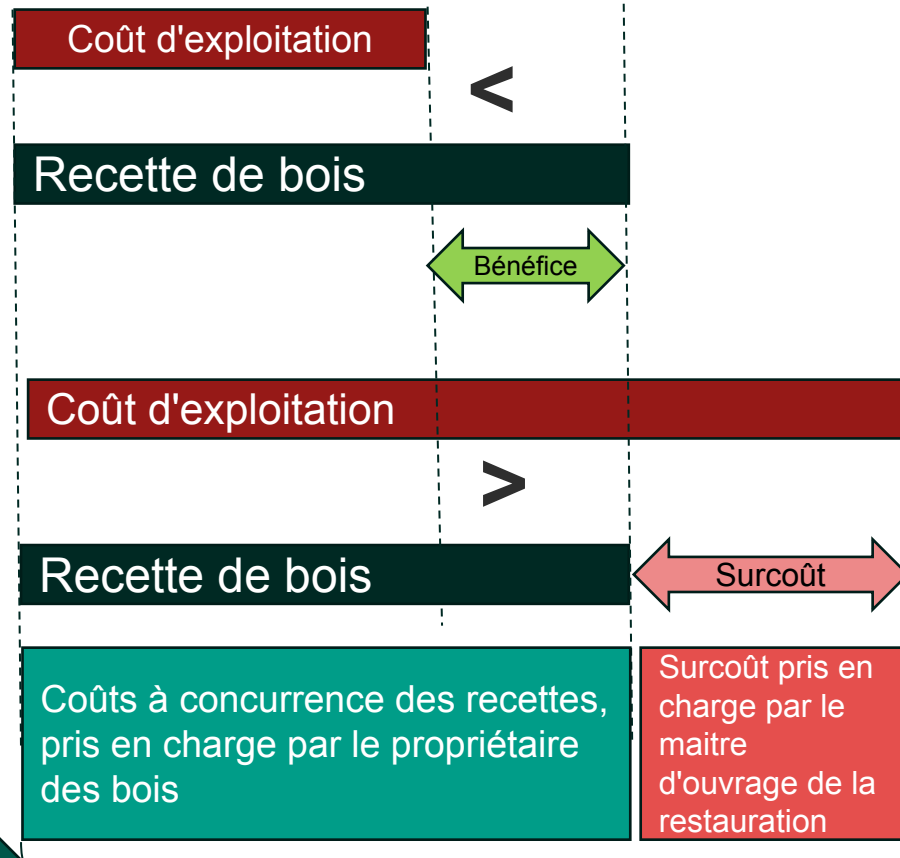 Coût d'exploitation
<
Recette de bois
Bénéfice
Coût d'exploitation
>
Recette de bois
Surcoût
Coûts à concurrence des recettes,
pris en charge par le propriétaire
des bois
Surcoût pris en
charge par le
maitre
d'ouvrage de la
restauration